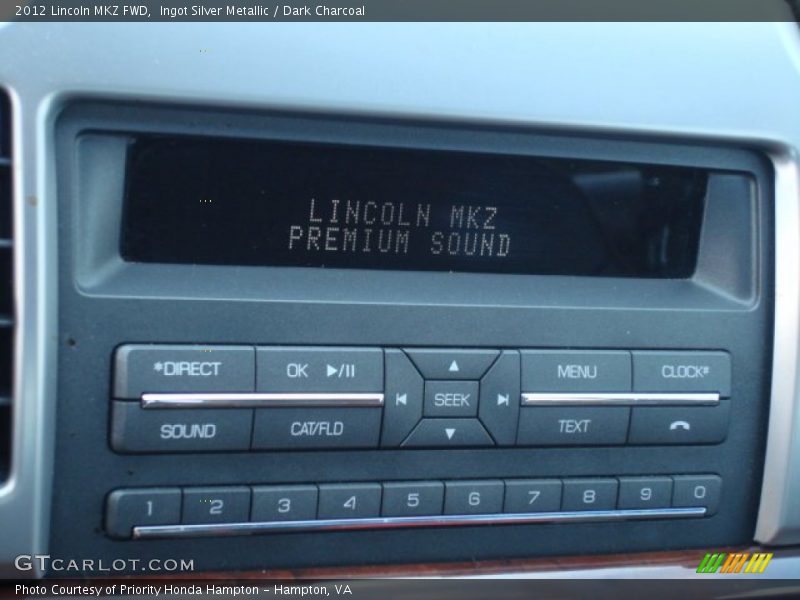 2012 Lincoln MKZ FWD,  Ingot Silver Metallic / Dark Charcoal
LINCOLN MKZ
PREMIUM SOUND
*DIRECT OK ▶/II ▲ MENU CLOCK#
SEEK
SOUND CAT/FLD ▼ TEXT
1 2 3 4 5 6 7 8 9 0
GTCARLOT.COM
Photo Courtesy of Priority Honda Hampton – Hampton, VA